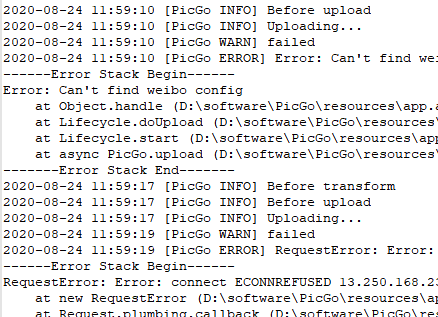 2020-08-24 11:59:10 [PicGo INFO] Before upload
2020-08-24 11:59:10 [PicGo INFO] Uploading...
2020-08-24 11:59:10 [PicGo WARN] failed
2020-08-24 11:59:10 [PicGo ERROR] Error: Can't find wei
------Error Stack Begin------
Error: Can't find weibo config
    at Object.handle (D:\software\PicGo\resources\app.a
    at Lifecycle.doUpload (D:\software\PicGo\resources\
    at Lifecycle.start (D:\software\PicGo\resources\app
    at async PicGo.upload (D:\software\PicGo\resources\
-------Error Stack End-------
2020-08-24 11:59:17 [PicGo INFO] Before transform
2020-08-24 11:59:17 [PicGo INFO] Before upload
2020-08-24 11:59:17 [PicGo INFO] Uploading...
2020-08-24 11:59:19 [PicGo WARN] failed
2020-08-24 11:59:19 [PicGo ERROR] RequestError: Error:
------Error Stack Begin------
RequestError: Error: connect ECONNREFUSED 13.250.168.23
    at new RequestError (D:\software\PicGo\resources\ap
    at Request.plumbing.callback (D:\software\PicGo\res